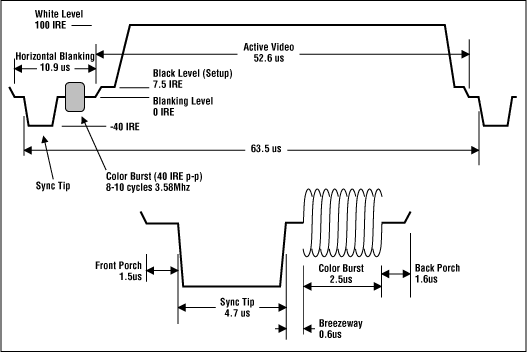 White Level
100 IRE
Horizontal Blanking
10.9 us
Active Video
52.6 us
Black Level (Setup)
7.5 IRE
Blanking Level
0 IRE
-40 IRE
63.5 us
Sync Tip
Color Burst (40 IRE p-p)
8-10 cycles 3.58Mhz
Front Porch
1.5us
Sync Tip
4.7 us
Color Burst
2.5us
Back Porch
1.6us
Breezeway
0.6us